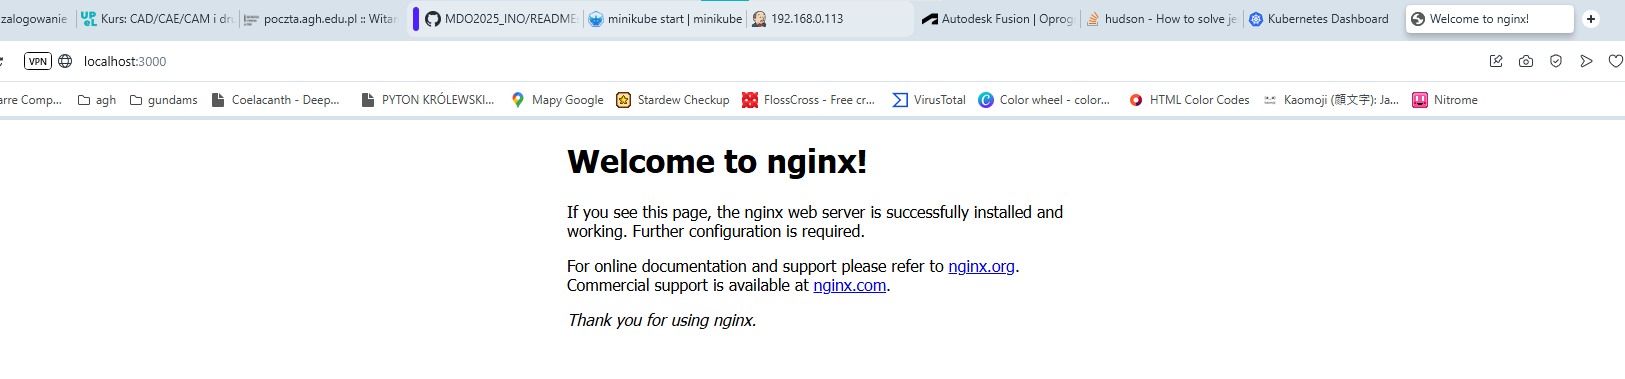 zalogowanie
Kurs: CAD/CAE/CAM i dru
poczta.agh.edu.pl :: Witam
MDO2025_INO/README
minikube start | minikube
192.168.0.113
Autodesk Fusion | Oprog
hudson - How to solve je
Kubernetes Dashboard
Welcome to nginx!
VPN
localhost:3000
arre Comp...
agh
gundams
Coelacanth - Deep...
PYTON KRÓLEWSKI...
Mapy Google
Stardew Checkup
FlossCross - Free cr...
VirusTotal
Color wheel - color...
HTML Color Codes
Kaomoji (顔文字): Ja...
Nitrome
Welcome to nginx!
If you see this page, the nginx web server is successfully installed and
working. Further configuration is required.
For online documentation and support please refer to nginx.org.
Commercial support is available at nginx.com.
Thank you for using nginx.